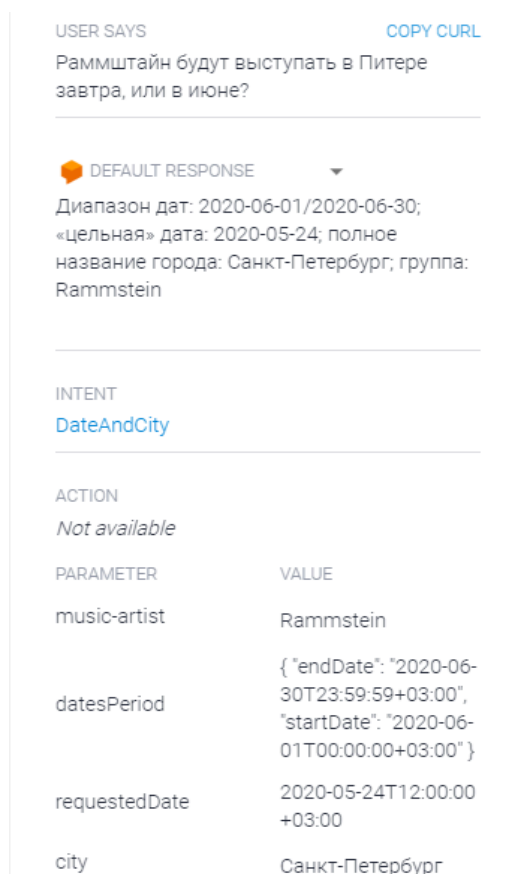 USER SAYS COPY CURL
Раммштайн будут выступать в Питере
завтра, или в июне?
DEFAULT RESPONSE
Диапазон дат: 2020-06-01/2020-06-30;
«цельная» дата: 2020-05-24; полное
название города: Санкт-Петербург; группа:
Rammstein
INTENT
DateAndCity
ACTION
Not available
PARAMETER VALUE
music-artist Rammstein
datesPeriod { "endDate": "2020-06-
30T23:59:59+03:00",
"startDate": "2020-06-
01T00:00:00+03:00" }
requestedDate 2020-05-24T12:00:00
+03:00
city Санкт-Петербург